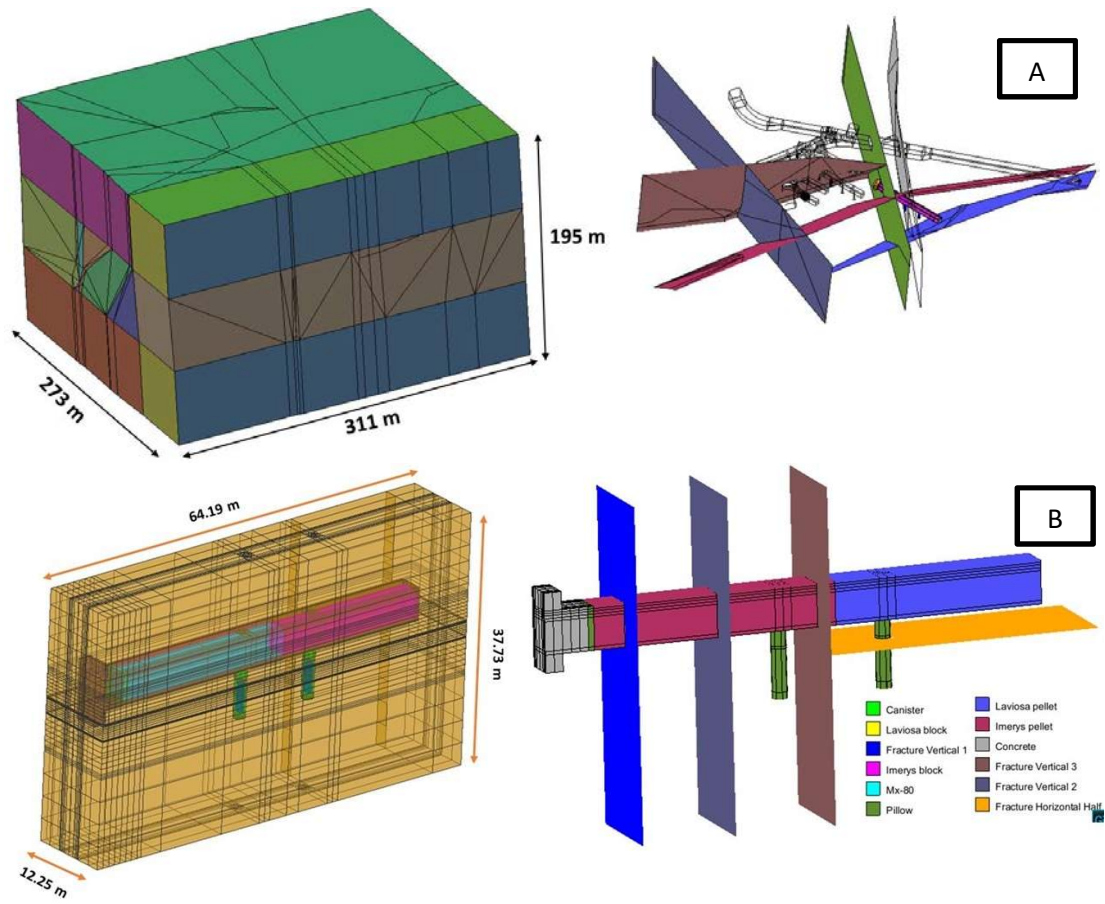 A
195 m
273 m
311 m
B
64.19 m
37.73 m
12.25 m
Canister
Laviosa block
Fracture Vertical 1
Imerys block
Mx-80
Pillow
Laviosa pellet
Imerys pellet
Concrete
Fracture Vertical 3
Fracture Vertical 2
Fracture Horizontal Half